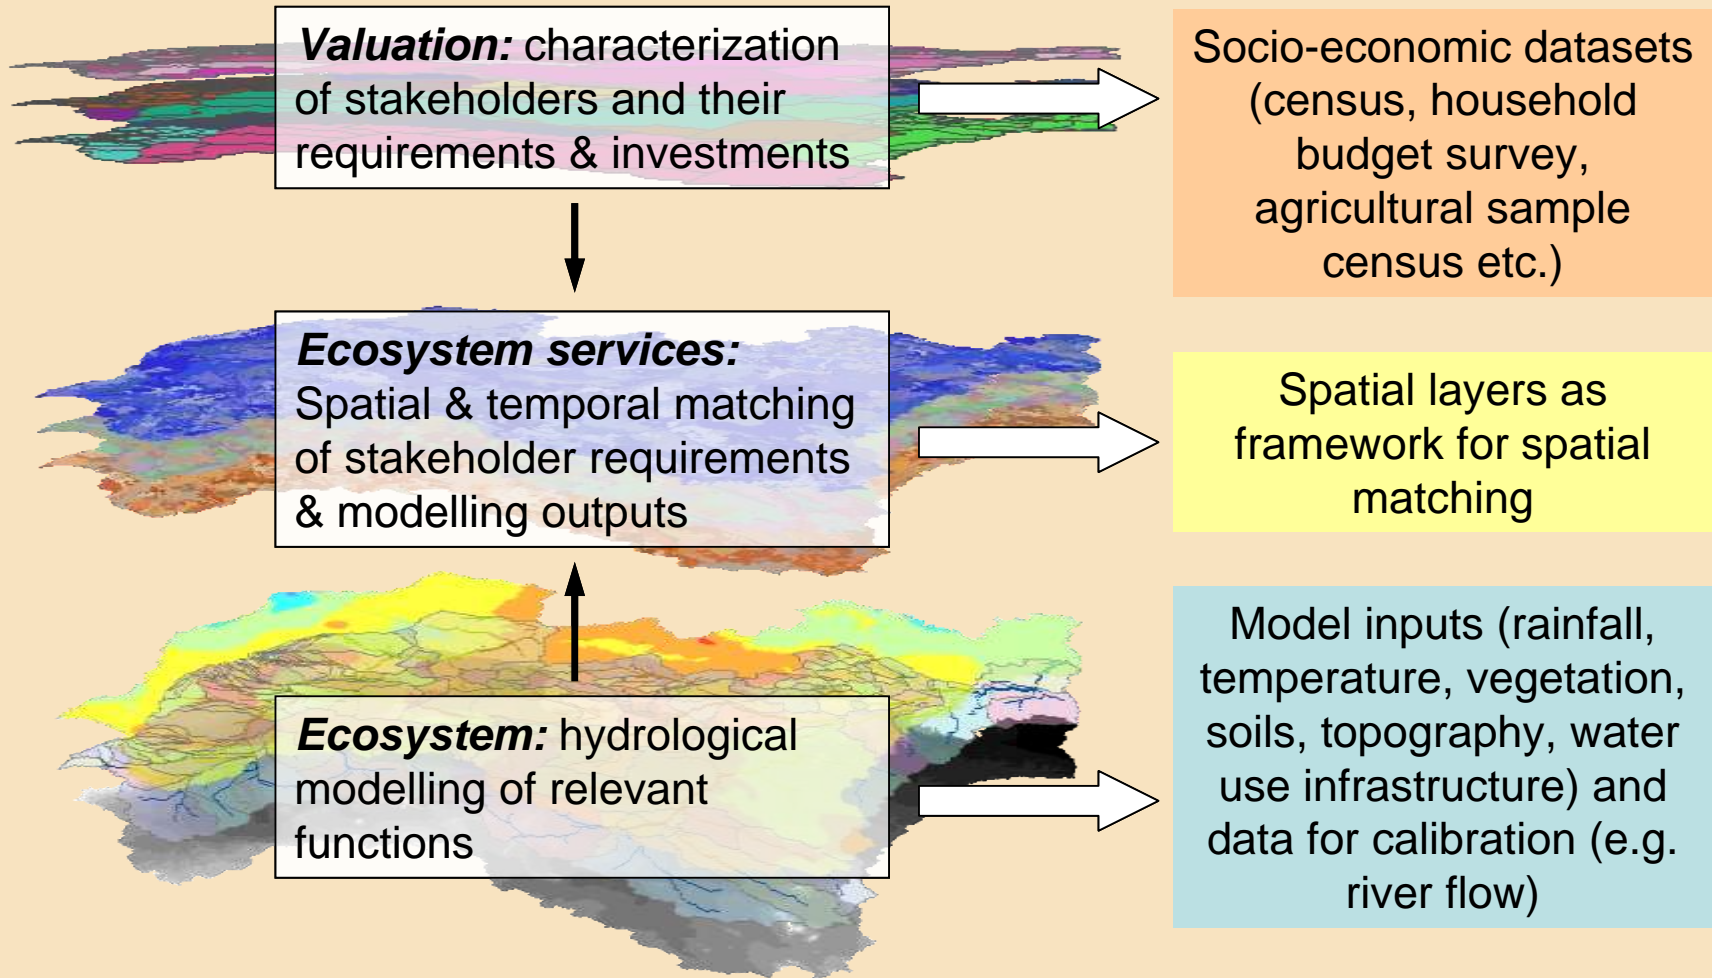 Valuation: characterization
of stakeholders and their
requirements & investments
Socio-economic datasets
(census, household
budget survey,
agricultural sample
census etc.)
Ecosystem services:
Spatial & temporal matching
of stakeholder requirements
& modelling outputs
Spatial layers as
framework for spatial
matching
Ecosystem: hydrological
modelling of relevant
functions
Model inputs (rainfall,
temperature, vegetation,
soils, topography, water
use infrastructure) and
data for calibration (e.g.
river flow)